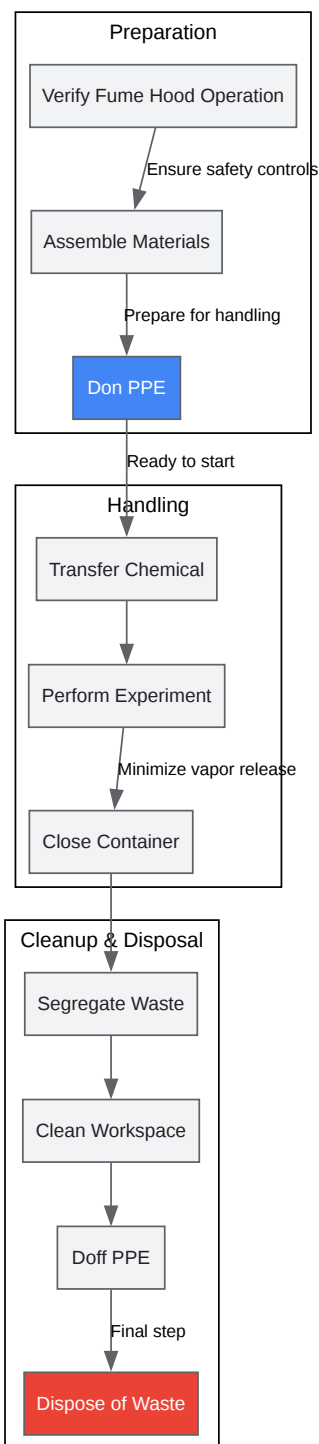 Preparation
Verify Fume Hood Operation
Ensure safety controls
Assemble Materials
Prepare for handling
Don PPE
Ready to start
Handling
Transfer Chemical
Perform Experiment
Minimize vapor release
Close Container
Cleanup & Disposal
Segregate Waste
Clean Workspace
Doff PPE
Final step
Dispose of Waste